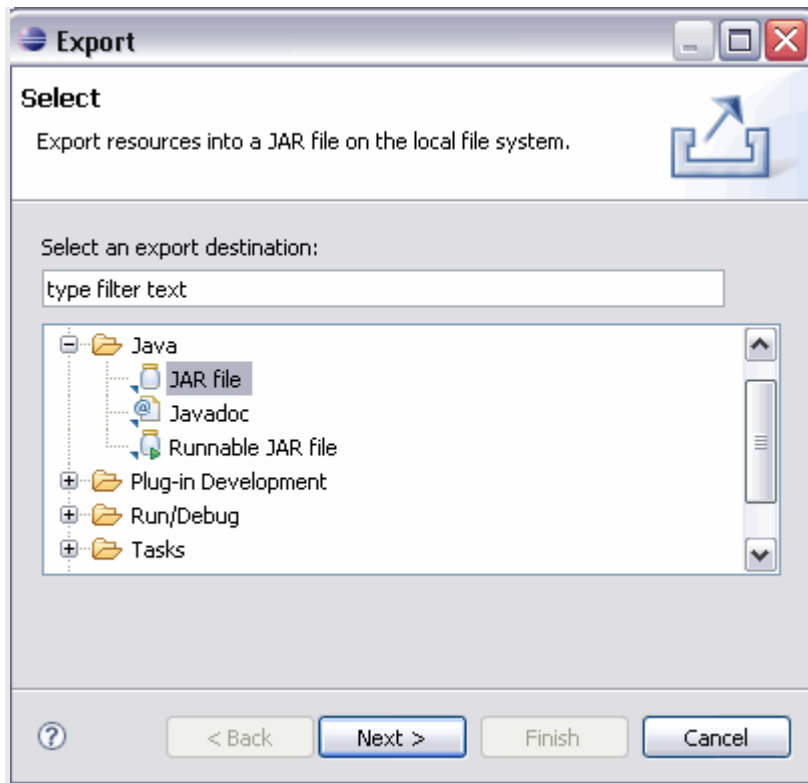 Export
Select
Export resources into a JAR file on the local file system.
Select an export destination:
type filter text
Java
JAR file
Javadoc
Runnable JAR file
Plug-in Development
Run/Debug
Tasks
< Back Next > Finish Cancel